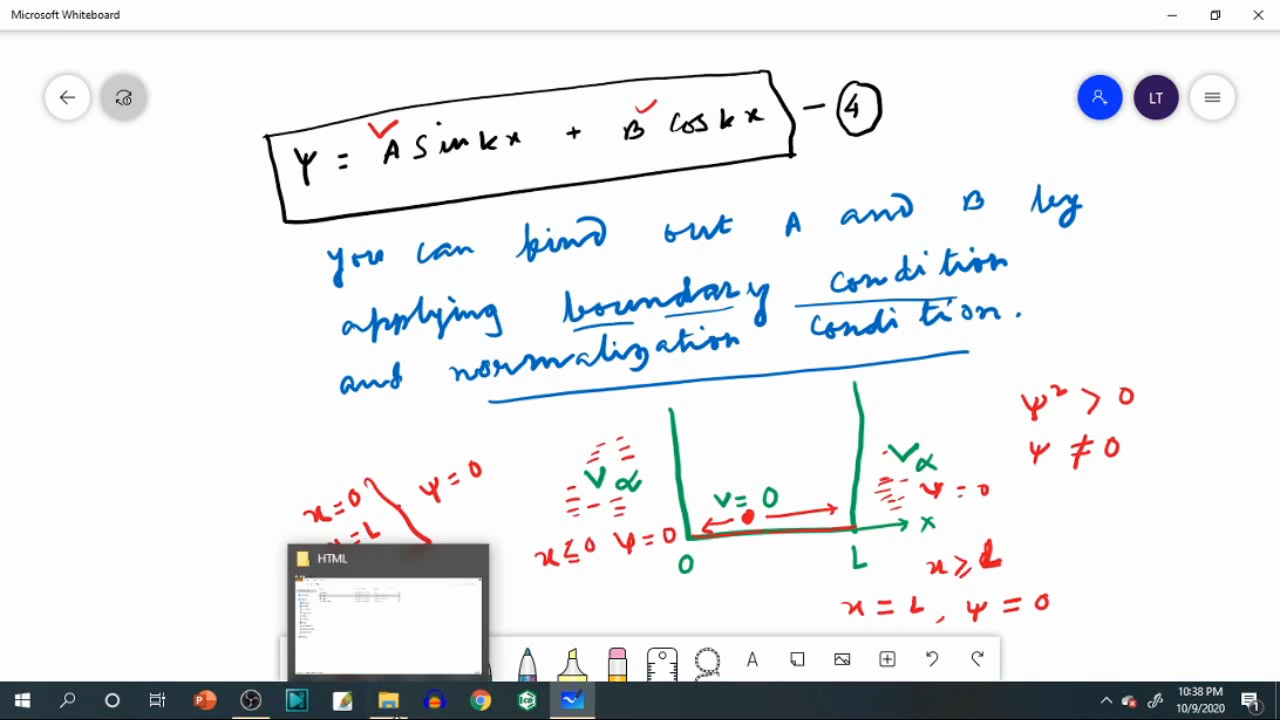 Microsoft Whiteboard
ψ = A Sin kx + B Cos kx - 4
LT
you can find out A and B by
applying boundary condition
and normalization condition.
ψ² > 0
ψ ≠ 0
V α
V α
x = 0
ψ = 0
V = 0
ψ = 0
x
x ≤ 0 ψ = 0
0
L
x ≥ L
x = L, ψ = 0
HTML
A
10:38 PM
10/9/2020